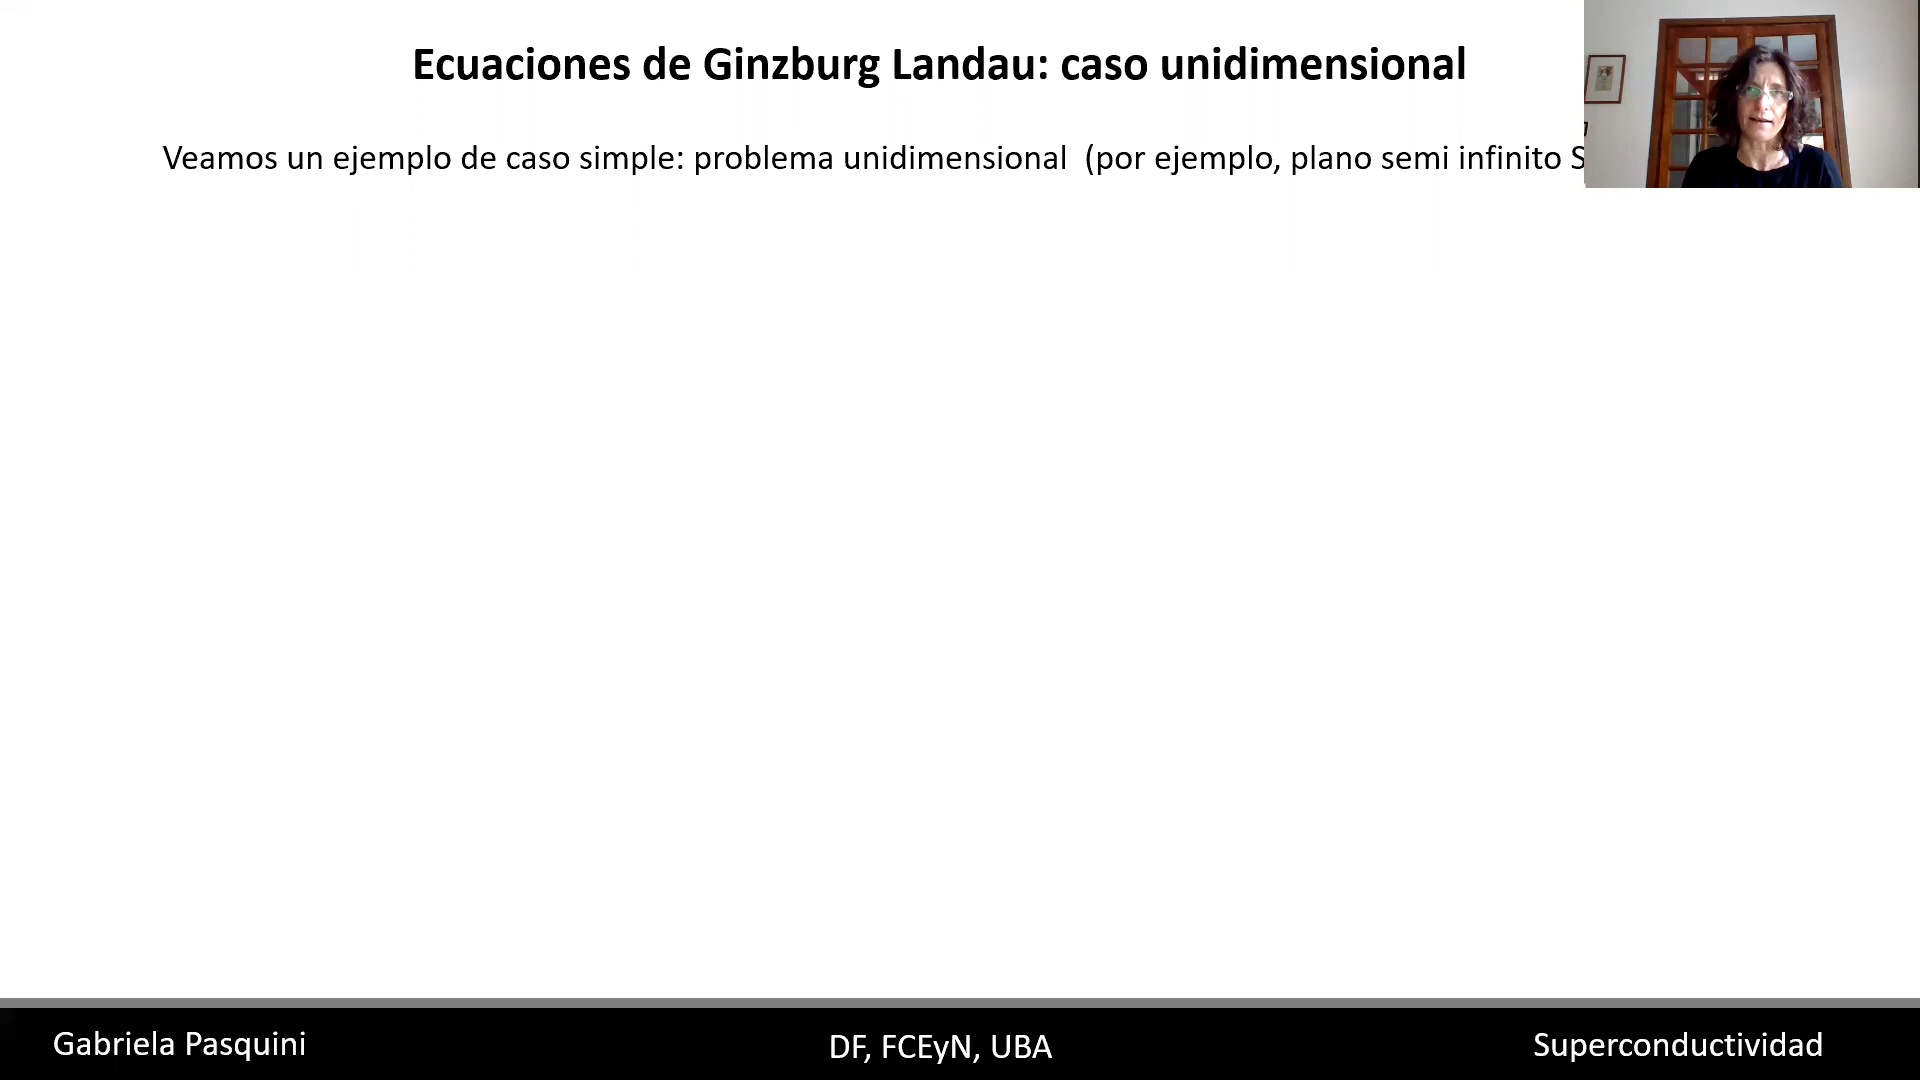 Ecuaciones de Ginzburg Landau: caso unidimensional
Veamos un ejemplo de caso simple: problema unidimensional (por ejemplo, plano semi infinito
Gabriela Pasquini
DF, FCEyN, UBA
Superconductividad